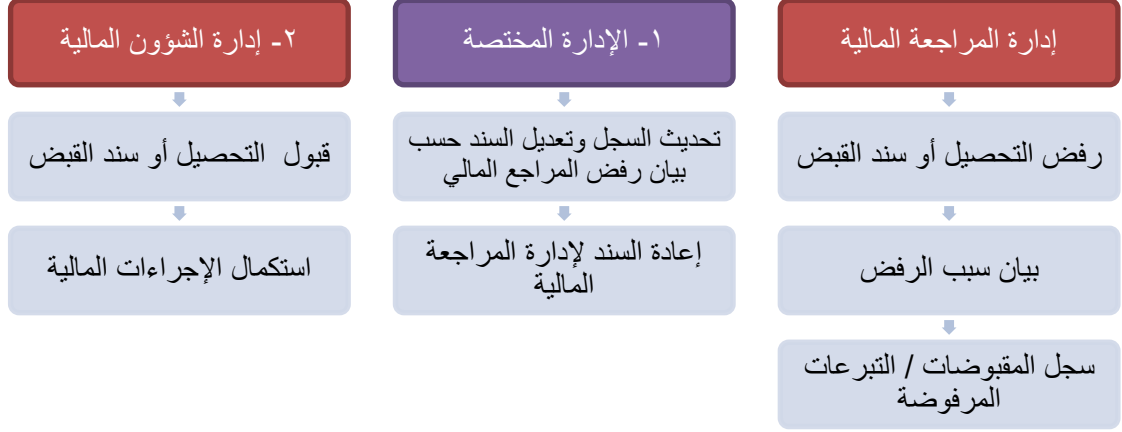 إدارة المراجعة المالية
رفض التحصيل أو سند القبض
بيان سبب الرفض
سجل المقبوضات / التبرعات
المرفوضة
١- الإدارة المختصة
تحديث السجل وتعديل السند حسب
بيان رفض المراجع المالي
إعادة السند لإدارة المراجعة
المالية
٢- إدارة الشؤون المالية
قبول التحصيل أو سند القبض
استكمال الإجراءات المالية